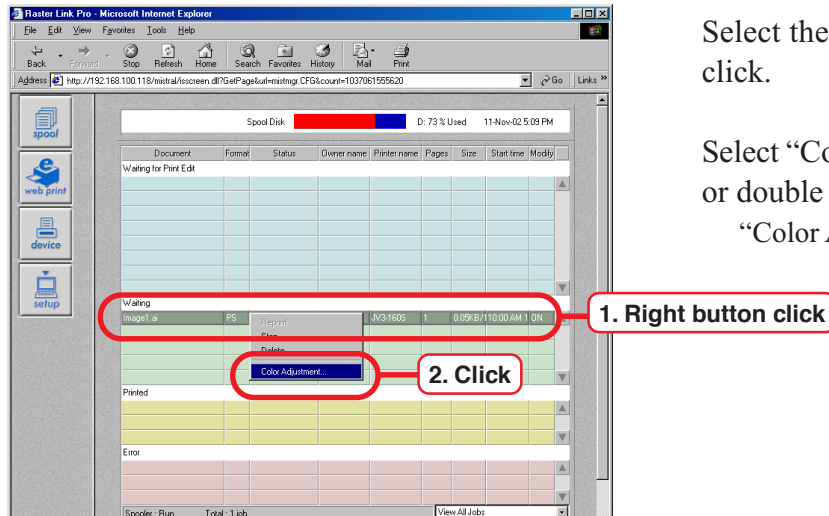 Raster Link Pro - Microsoft Internet Explorer
File Edit View Favorites Tools Help
Back Forward Stop Refresh Home Search Favorites History Mail Print
Address http://192.168.100.118/mistral/isscreen.dll?GetPage&url=mistmgr.CFG&count=1037061555620 Go Links »
spool
web print
device
setup
Spool Disk D: 73 % Used 11-Nov-02 5:09 PM
Document Format Status Owner name Printer name Pages Size Start time Modify
Waiting for Print Edit
Waiting
Image1.ai PS JV3-160S 1 0.05KB/1 10:00 AM 1 ON
Reprint
Stop
Delete
Color Adjustment...
Printed
Error
Spooler : Run Total : 1 job View All Jobs
1. Right button click
2. Click
Select the
click.
Select “Co
or double
“Color A